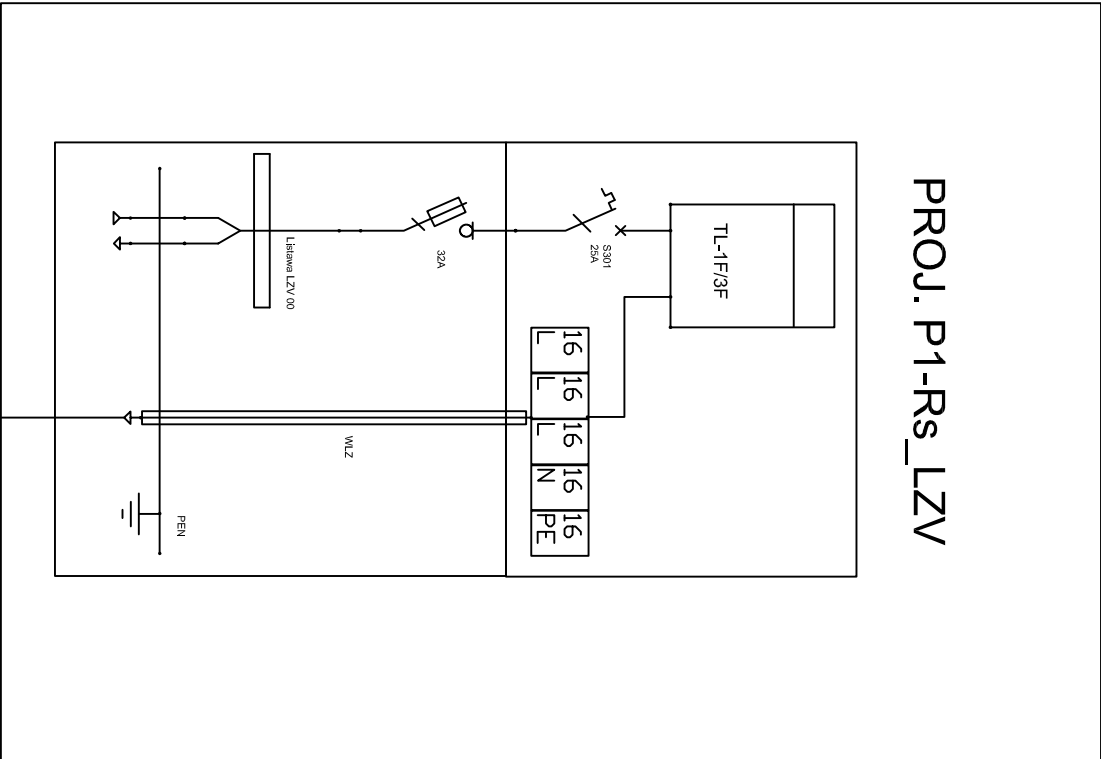 PROJ. P1-Rs_LZV
TL-1F/3F
S301
25A
16
L
16
L
16
L
16
N
16
PE
32A
Listawa LZV 00
WLZ
PEN